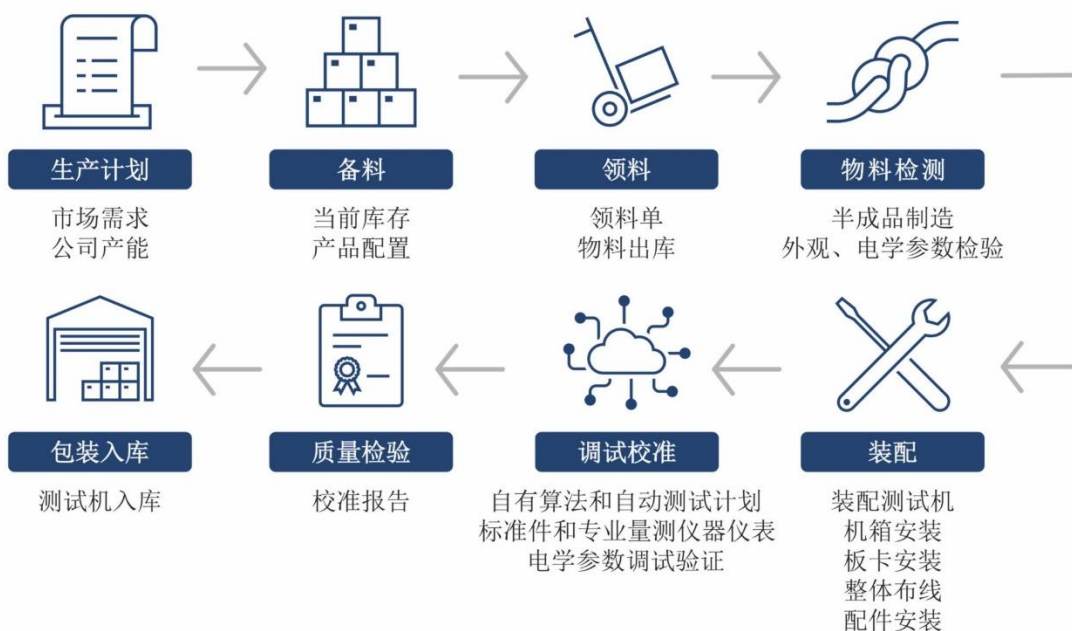 生产计划
市场需求
公司产能
备料
当前库存
产品配置
领料
领料单
物料出库
物料检测
半成品制造
外观、电学参数检验
装配
装配测试机
机箱安装
板卡安装
整体布线
配件安装
调试校准
自有算法和自动测试计划
标准件和专业量测仪器仪表
电学参数调试验证
质量检验
校准报告
包装入库
测试机入库